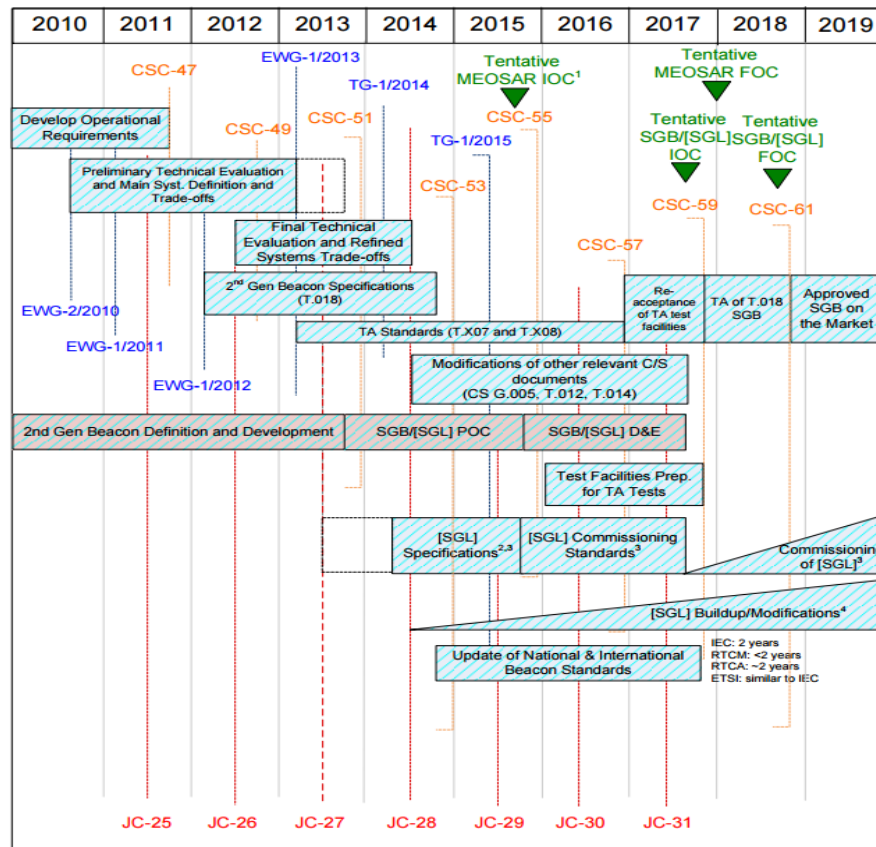 2010 2011 2012 2013 2014 2015 2016 2017 2018 2019
EWG-1/2013
CSC-47
TG-1/2014
Tentative
MEOSAR IOC¹
Tentative
MEOSAR FOC
Develop Operational
Requirements
CSC-49
CSC-51
CSC-55
TG-1/2015
Tentative
SGB/[SGL]
IOC
Tentative
SGB/[SGL]
FOC
Preliminary Technical Evaluation
and Main Syst. Definition and
Trade-offs
CSC-53
CSC-59
CSC-61
Final Technical
Evaluation and Refined
Systems Trade-offs
CSC-57
2nd Gen Beacon Specifications
(T.018)
Re-
acceptance
of TA test
facilities
TA of T.018
SGB
Approved
SGB on
the Market
EWG-2/2010
TA Standards (T.X07 and T.X08)
EWG-1/2011
EWG-1/2012
Modifications of other relevant C/S
documents
(CS G.005, T.012, T.014)
2nd Gen Beacon Definition and Development
SGB/[SGL] POC
SGB/[SGL] D&E
Test Facilities Prep.
for TA Tests
[SGL]
Specifications²,³
[SGL] Commissioning
Standards³
Commissionin
of [SGL]³
[SGL] Buildup/Modifications⁴
Update of National & International
Beacon Standards
IEC: 2 years
RTCM: <2 years
RTCA: ~2 years
ETSI: similar to IEC
JC-25 JC-26 JC-27 JC-28 JC-29 JC-30 JC-31